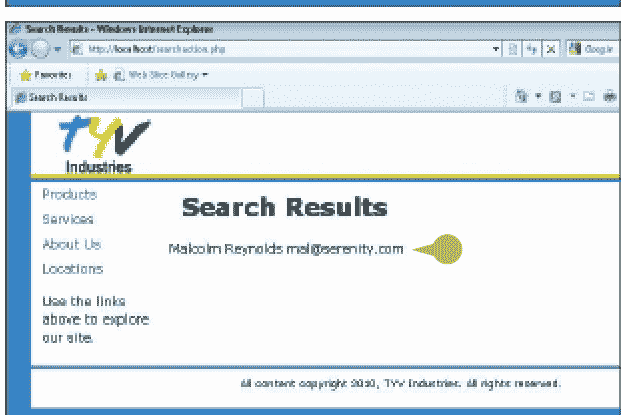 Search Results - Windows Internet Explorer
http://localhost/searchaction.php
Google
Favorites Web Slice Gallery
Search Results
TYV
Industries
Products
Services
About Us
Locations
Use the links
above to explore
our site.
Search Results
Malcolm Reynolds mal@serenity.com
All content copyright 2010, TYV Industries. All rights reserved.